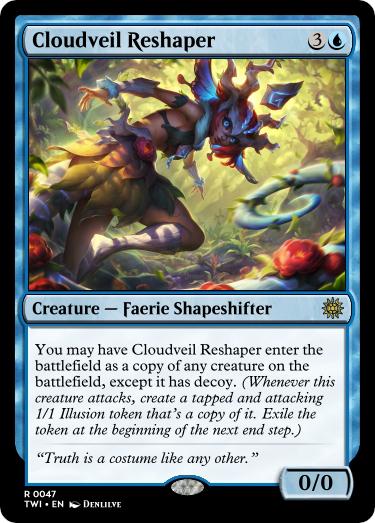 Cloudveil Reshaper 3
Creature — Faerie Shapeshifter
You may have Cloudveil Reshaper enter the
battlefield as a copy of any creature on the
battlefield, except it has decoy. (Whenever this
creature attacks, create a tapped and attacking
1/1 Illusion token that's a copy of it. Exile the
token at the beginning of the next end step.)
“Truth is a costume like any other.”
0/0
R 0047
TWI • EN DENLILVE